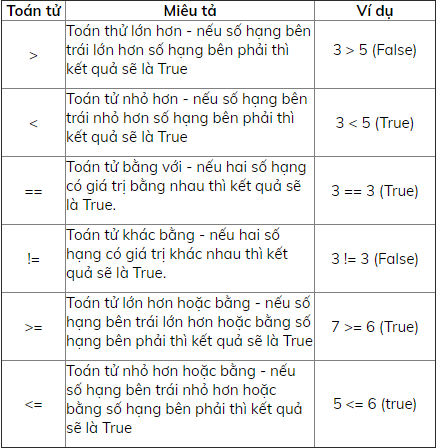 Toán tử Miêu tả Ví dụ
> Toán thử lớn hơn - nếu số hạng bên
trái lớn hơn số hạng bên phải thì
kết quả sẽ là True
3 > 5 (False)
< Toán tử nhỏ hơn - nếu số hạng bên
trái nhỏ hơn số hạng bên phải thì
kết quả sẽ là True
3 < 5 (True)
== Toán tử bằng với - nếu hai số hạng
có giá trị bằng nhau thì kết quả sẽ
là True.
3 == 3 (True)
!= Toán tử khác bằng - nếu hai số
hạng có giá trị khác nhau thì kết
quả sẽ là True.
3 != 3 (False)
>= Toán tử lớn hơn hoặc bằng - nếu số
hạng bên trái lớn hơn hoặc bằng số
hạng bên phải thì kết quả sẽ là True
7 >= 6 (True)
<= Toán tử nhỏ hơn hoặc bằng - nếu
số hạng bên trái nhỏ hơn hoặc
bằng số hạng bên phải thì kết quả
sẽ là True
5 <= 6 (true)